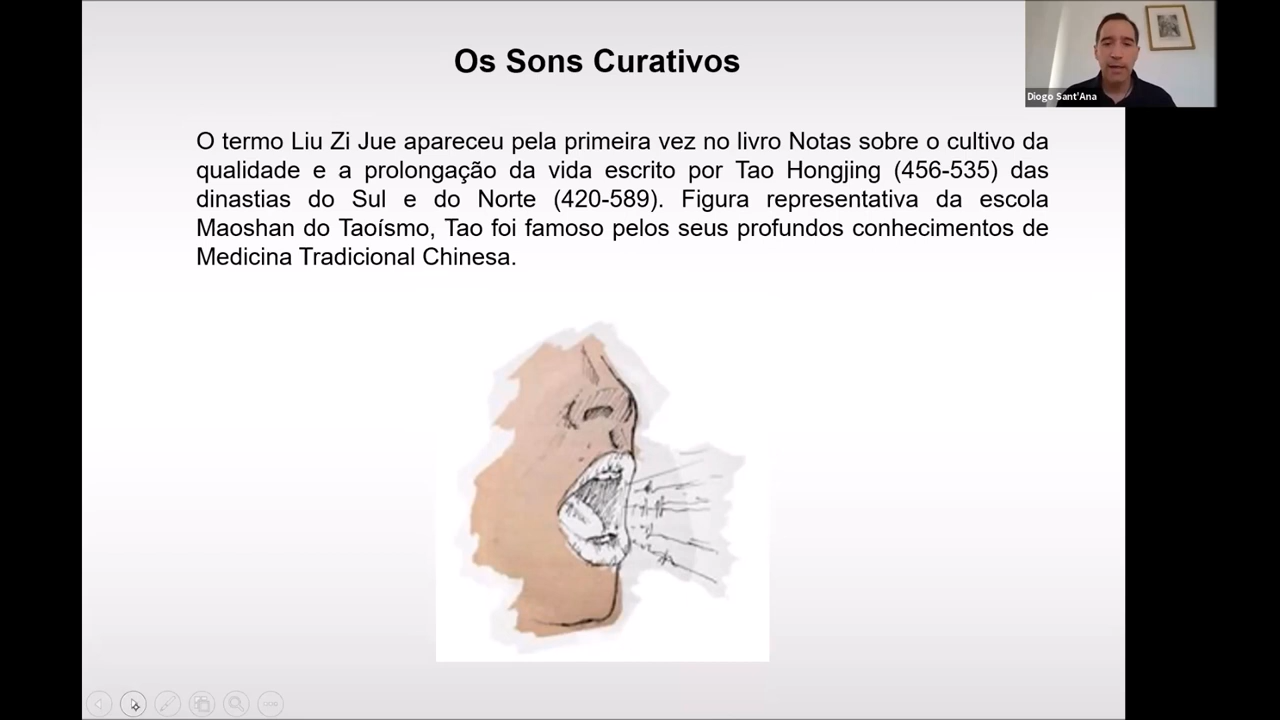 Os Sons Curativos
Diogo Sant'Ana
O termo Liu Zi Jue apareceu pela primeira vez no livro Notas sobre o cultivo da
qualidade e a prolongação da vida escrito por Tao Hongjing (456-535) das
dinastias do Sul e do Norte (420-589). Figura representativa da escola
Maoshan do Taoísmo, Tao foi famoso pelos seus profundos conhecimentos de
Medicina Tradicional Chinesa.